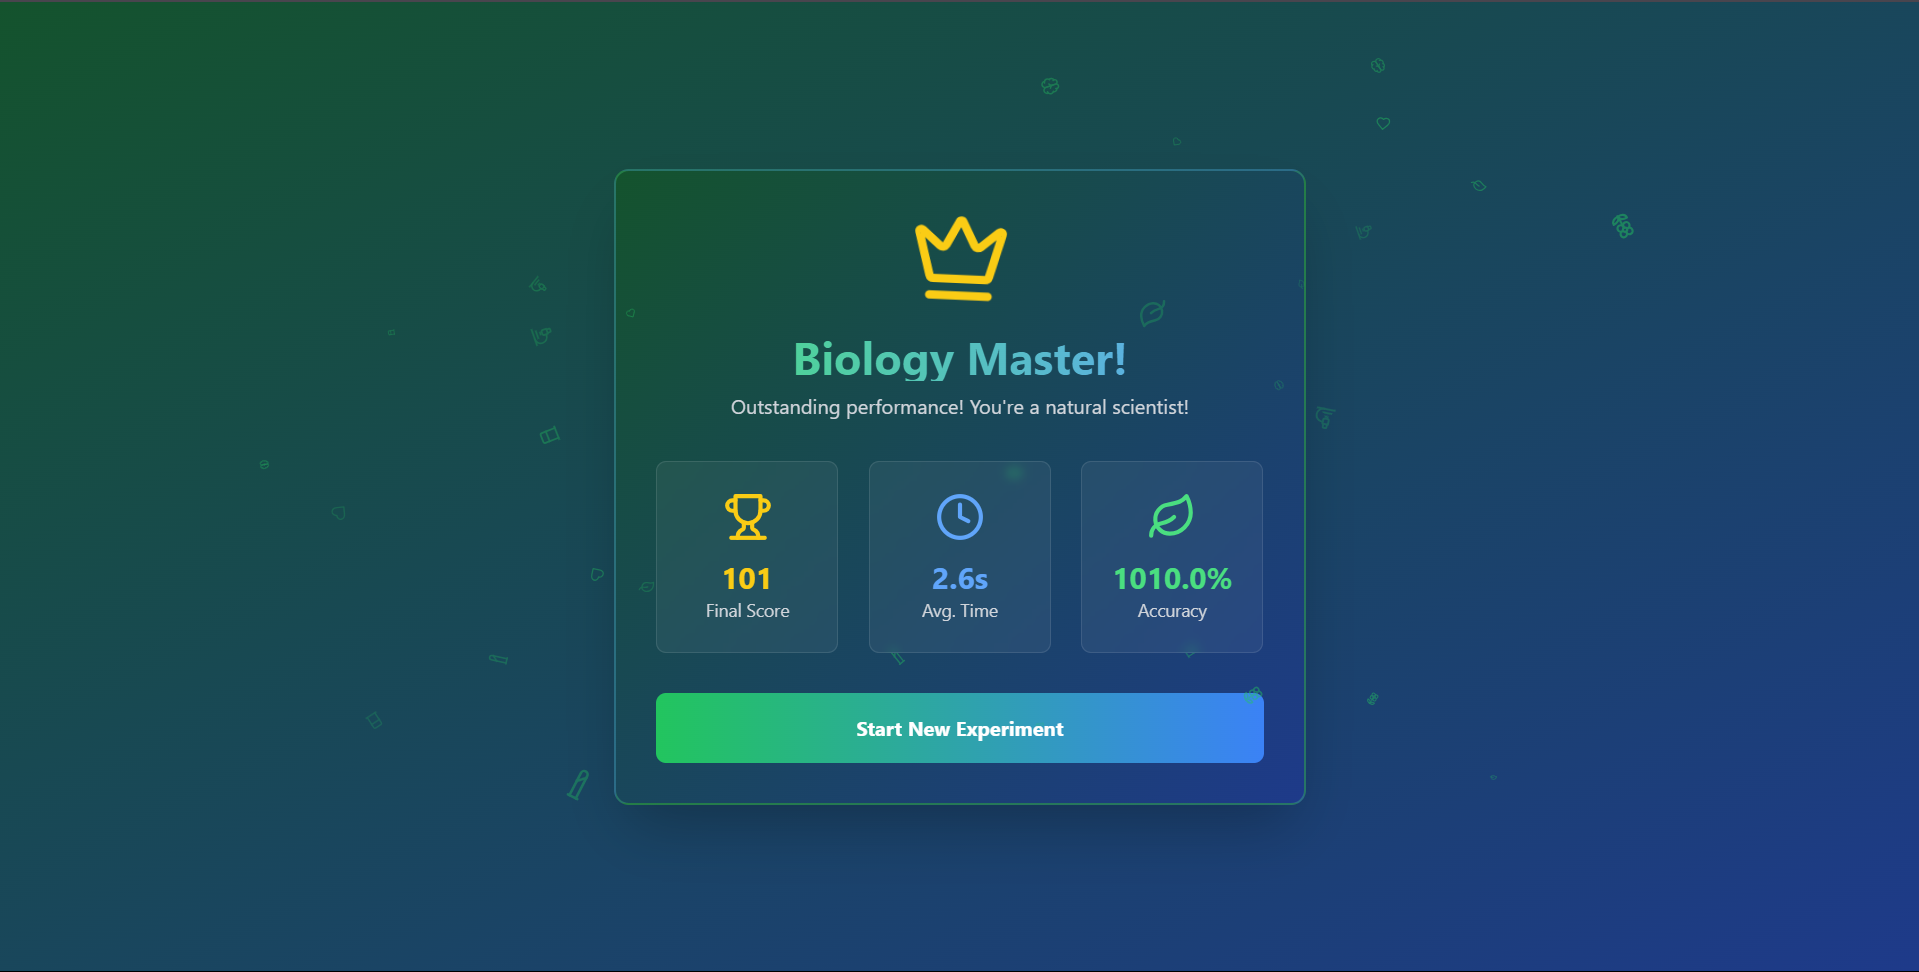 Biology Master!
Outstanding performance! You're a natural scientist!
101
Final Score
2.6s
Avg. Time
1010.0%
Accuracy
Start New Experiment